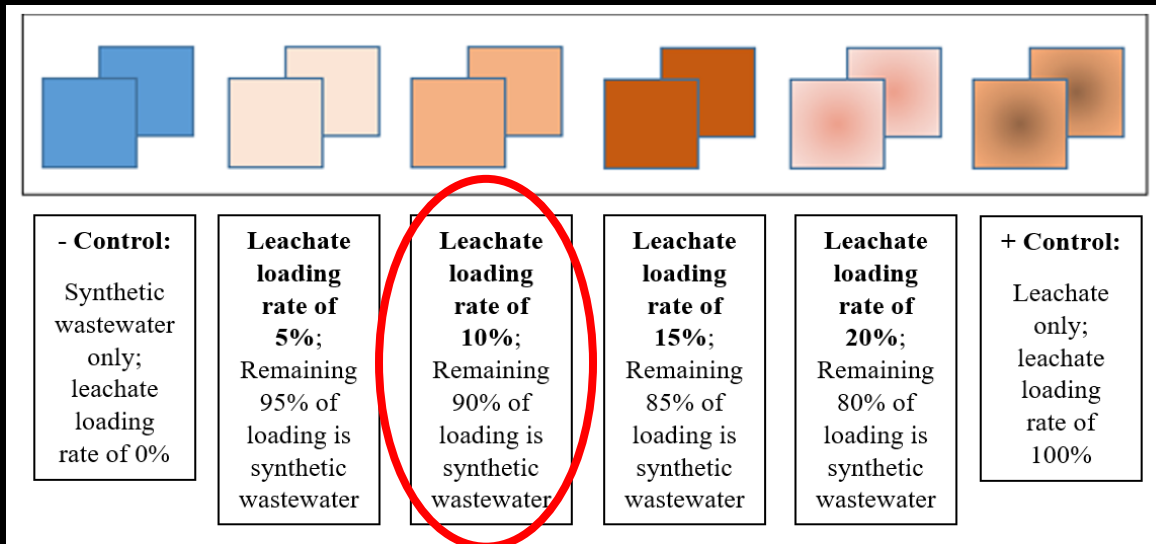 - Control:
Synthetic
wastewater
only;
leachate
loading
rate of 0%
Leachate
loading
rate of
5%;
Remaining
95% of
loading is
synthetic
wastewater
Leachate
loading
rate of
10%;
Remaining
90% of
loading is
synthetic
wastewater
Leachate
loading
rate of
15%;
Remaining
85% of
loading is
synthetic
wastewater
Leachate
loading
rate of
20%;
Remaining
80% of
loading is
synthetic
wastewater
+ Control:
Leachate
only;
leachate
loading
rate of
100%